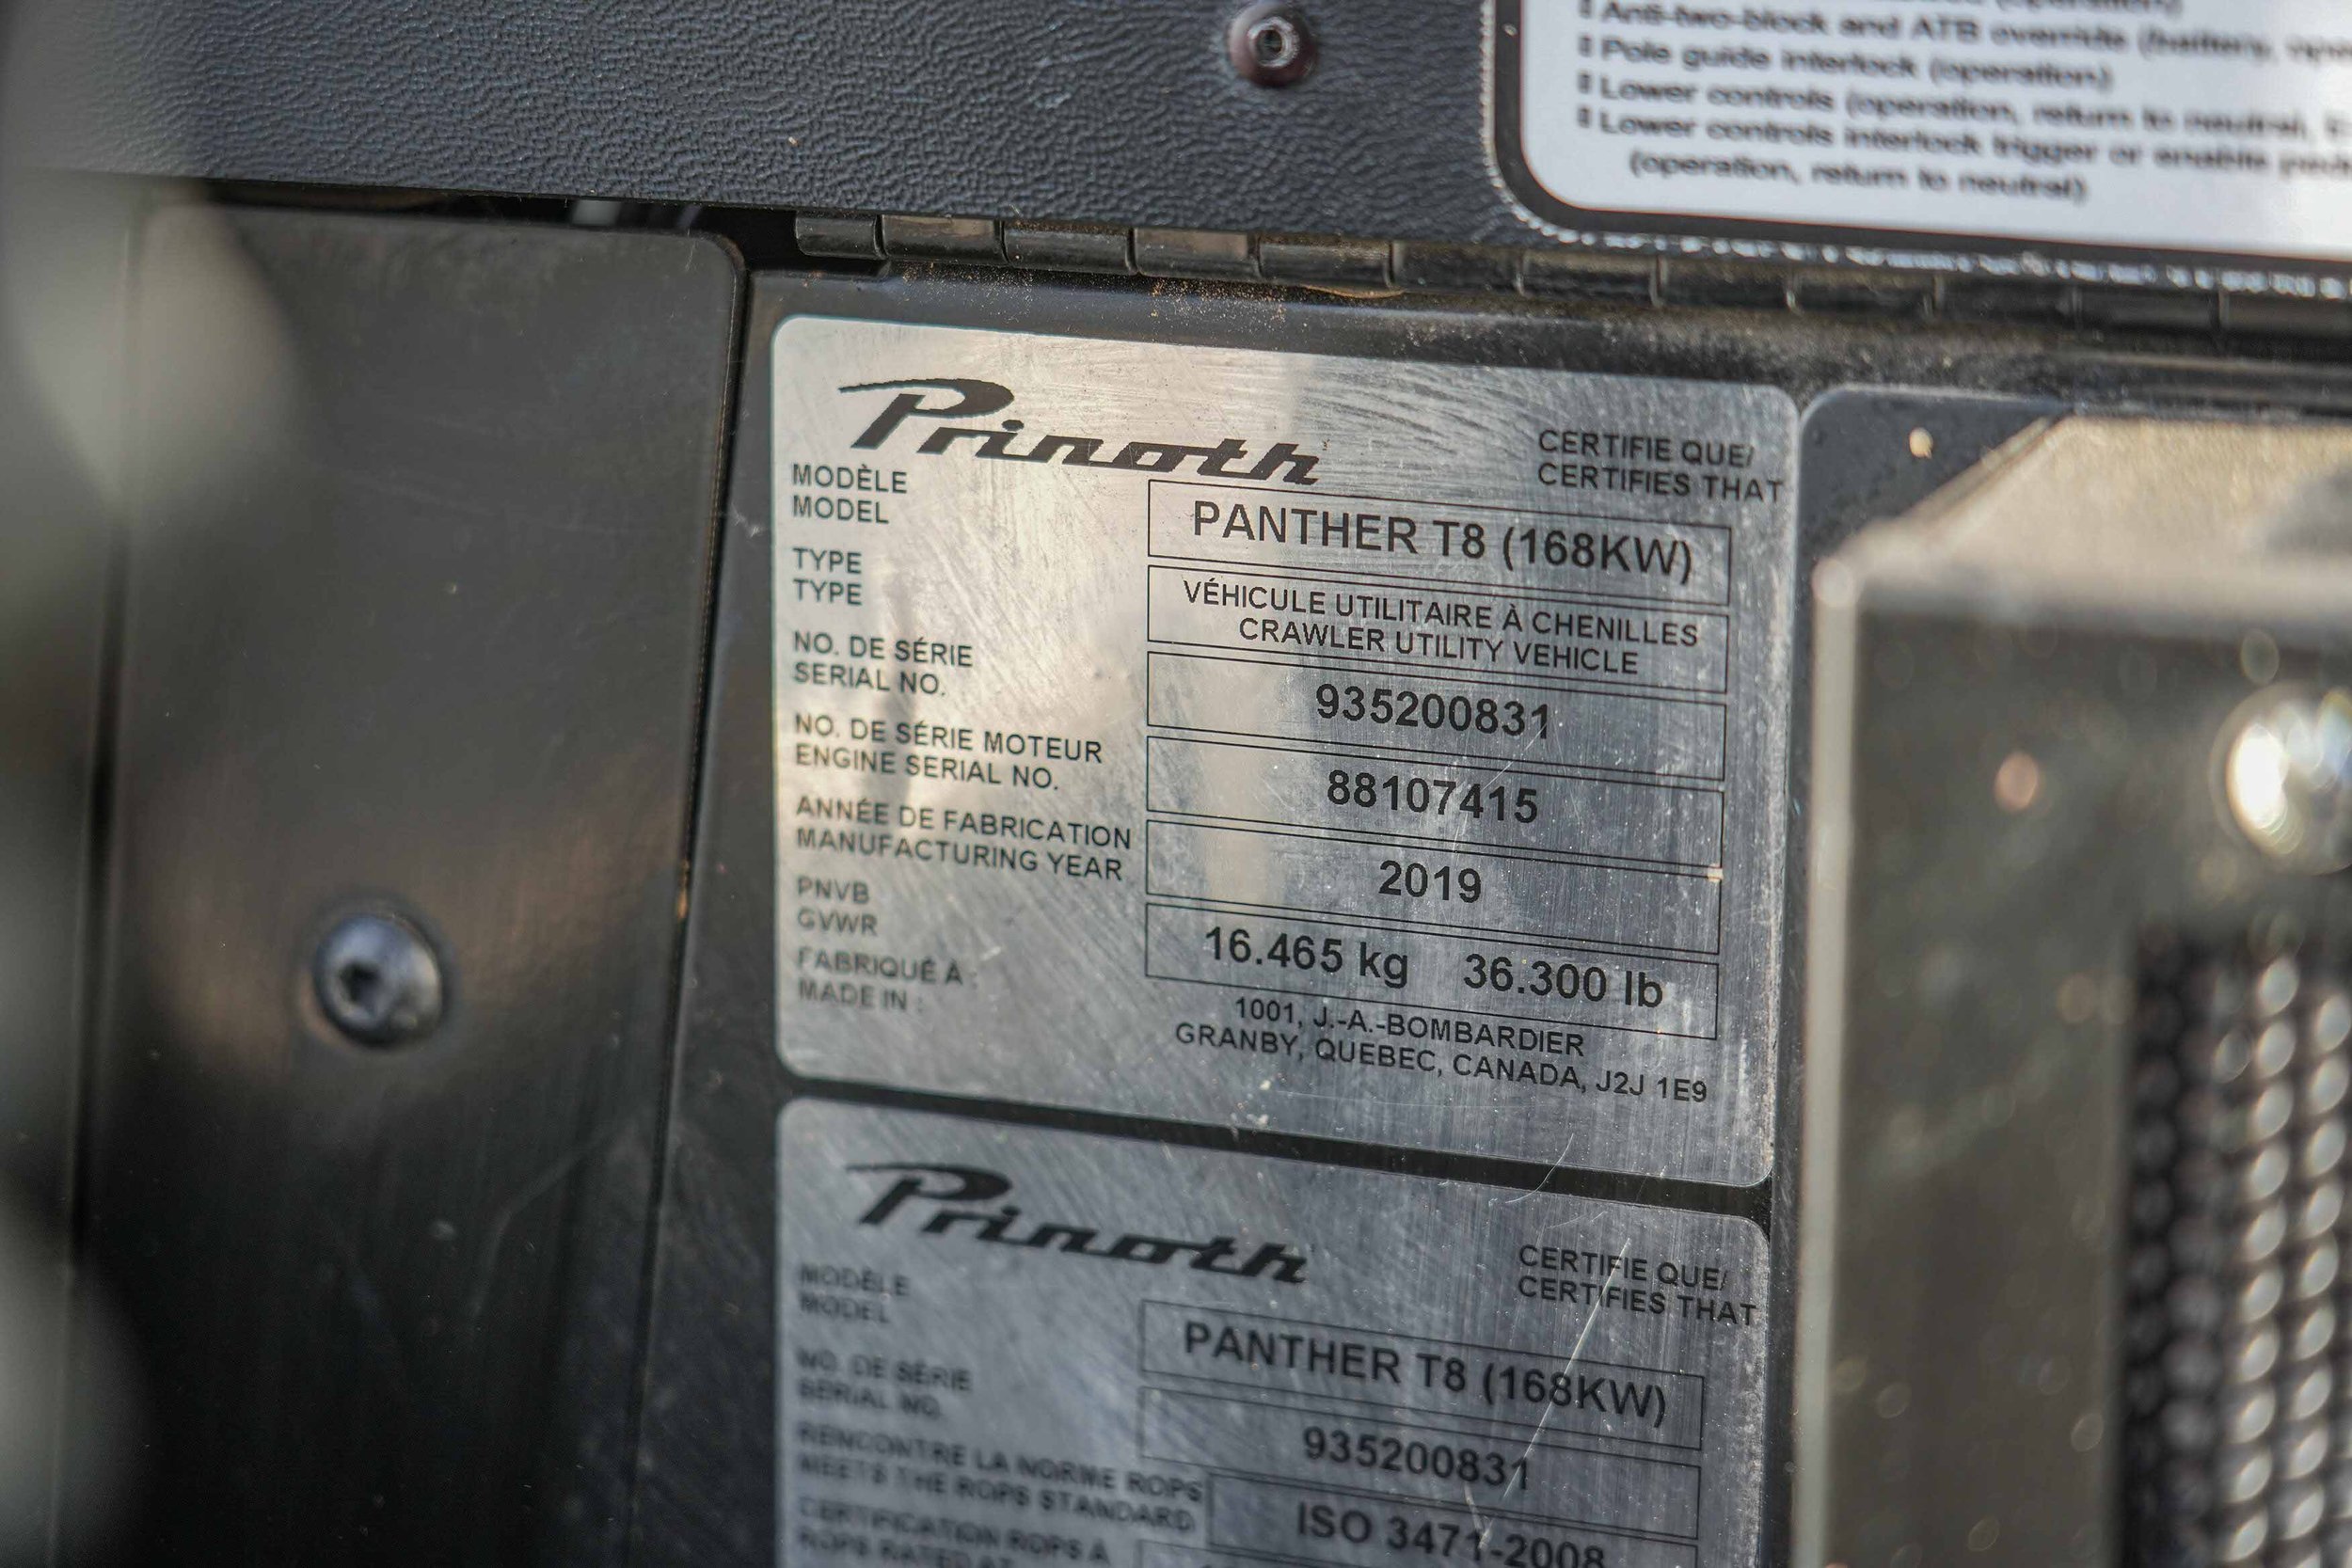 Anti-two-block and ATB override (battery,
Pole guide interlock (operation)
Lower controls (operation, return to neutral,
Lower controls interlock trigger or enable
(operation, return to neutral)
Prinoth
CERTIFIE QUE/
CERTIFIES THAT
MODÈLE
MODEL
PANTHER T8 (168KW)
TYPE
TYPE
VÉHICULE UTILITAIRE À CHENILLES
CRAWLER UTILITY VEHICLE
NO. DE SÉRIE
SERIAL NO.
935200831
NO. DE SÉRIE MOTEUR
ENGINE SERIAL NO.
88107415
ANNÉE DE FABRICATION
MANUFACTURING YEAR
2019
PNVB
GVWR
16.465 kg 36.300 lb
FABRIQUÉ À :
MADE IN :
1001, J.-A.-BOMBARDIER
GRANBY, QUEBEC, CANADA, J2J 1E9
Prinoth
CERTIFIE QUE/
CERTIFIES THAT
MODÈLE
MODEL
PANTHER T8 (168KW)
NO. DE SÉRIE
SERIAL NO.
935200831
RENCONTRE LA NORME ROPS
MEETS THE ROPS STANDARD
ISO 3471-2008
CERTIFICATION ROPS À
ROPS RATED AT